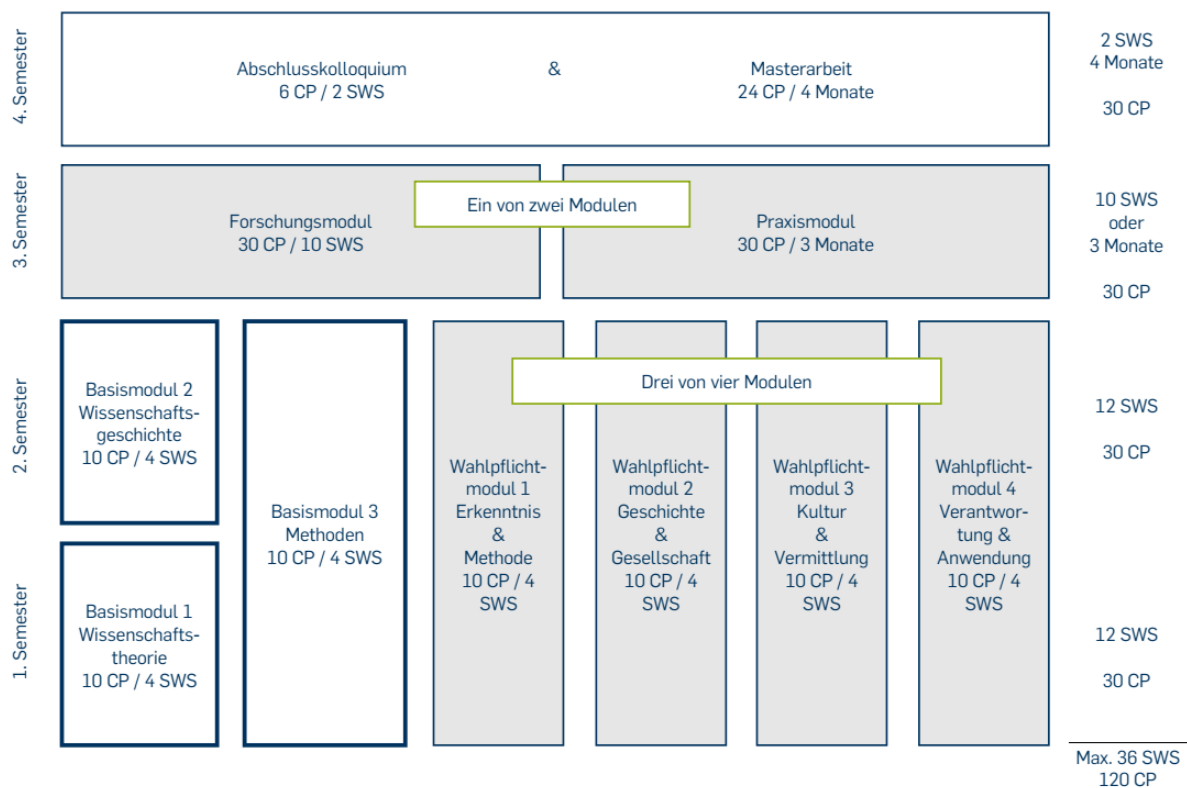 4. Semester
Abschlusskolloquium
6 CP / 2 SWS
&
Masterarbeit
24 CP / 4 Monate
2 SWS
4 Monate
30 CP
3. Semester
Forschungsmodul
30 CP / 10 SWS
Ein von zwei Modulen
Praxismodul
30 CP / 3 Monate
10 SWS
oder
3 Monate
30 CP
2. Semester
Basismodul 2
Wissenschafts-
geschichte
10 CP / 4 SWS
Basismodul 3
Methoden
10 CP / 4 SWS
Drei von vier Modulen
Wahlpflicht-
modul 1
Erkenntnis
&
Methode
10 CP / 4
SWS
Wahlpflicht-
modul 2
Geschichte
&
Gesellschaft
10 CP / 4
SWS
Wahlpflicht-
modul 3
Kultur
&
Vermittlung
10 CP / 4
SWS
Wahlpflicht-
modul 4
Verantwor-
tung &
Anwendung
10 CP / 4
SWS
12 SWS
30 CP
1. Semester
Basismodul 1
Wissenschafts-
theorie
10 CP / 4 SWS
12 SWS
30 CP
Max. 36 SWS
120 CP